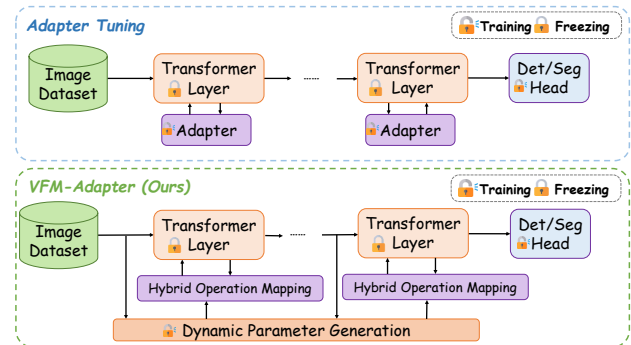 Adapter Tuning
Training Freezing
Image
Dataset
Transformer
Layer
......
Transformer
Layer
Det/Seg
Head
Adapter
Adapter
VFM-Adapter (Ours)
Training Freezing
Image
Dataset
Transformer
Layer
......
Transformer
Layer
Det/Seg
Head
Hybrid Operation Mapping
Hybrid Operation Mapping
Dynamic Parameter Generation